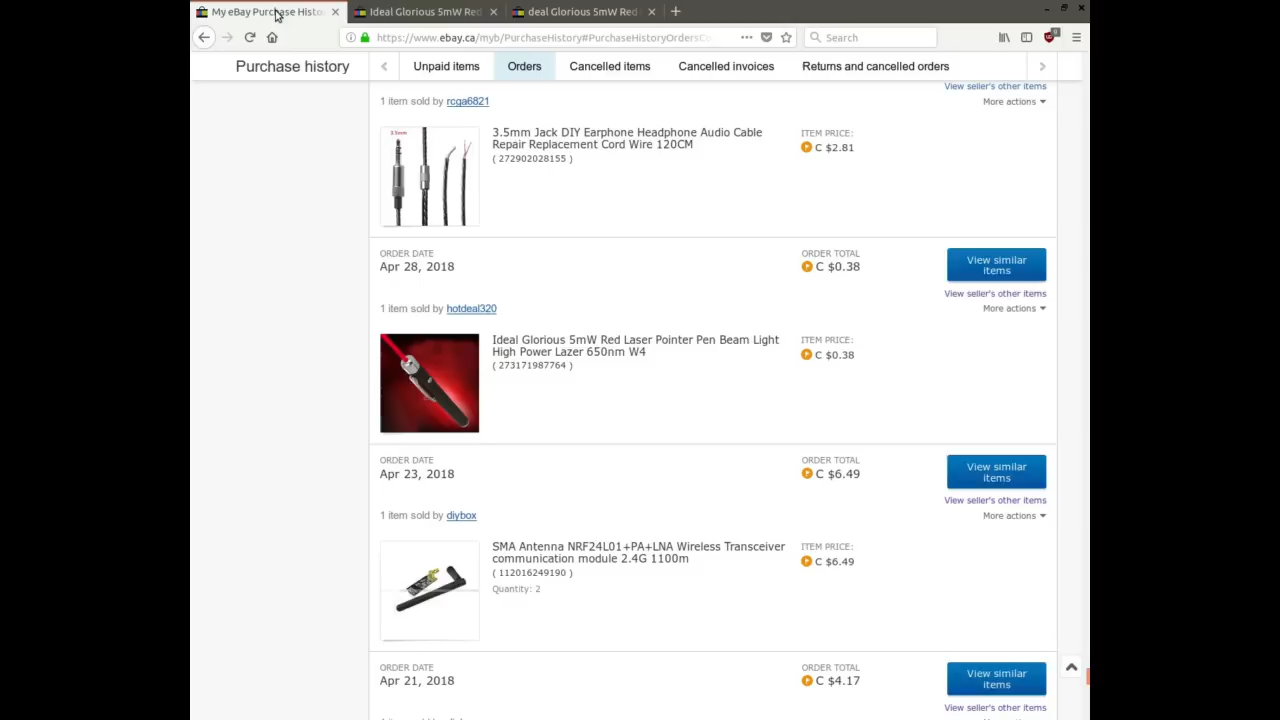 My eBay Purchase Histo
Ideal Glorious 5mW Red
deal Glorious 5mW Red
https://www.ebay.ca/myb/PurchaseHistory#PurchaseHistoryOrdersCo
Search
Purchase history
Unpaid items
Orders
Cancelled items
Cancelled invoices
Returns and cancelled orders
View seller's other items
1 item sold by rcga6821
More actions
3.5mm
3.5mm Jack DIY Earphone Headphone Audio Cable
Repair Replacement Cord Wire 120CM
( 272902028155 )
ITEM PRICE:
C $2.81
ORDER DATE
Apr 28, 2018
ORDER TOTAL
C $0.38
View similar
items
View seller's other items
1 item sold by hotdeal320
More actions
Ideal Glorious 5mW Red Laser Pointer Pen Beam Light
High Power Lazer 650nm W4
( 273171987764 )
ITEM PRICE:
C $0.38
ORDER DATE
Apr 23, 2018
ORDER TOTAL
C $6.49
View similar
items
View seller's other items
1 item sold by diybox
More actions
SMA Antenna NRF24L01+PA+LNA Wireless Transceiver
communication module 2.4G 1100m
( 112016249190 )
Quantity: 2
ITEM PRICE:
C $6.49
ORDER DATE
Apr 21, 2018
ORDER TOTAL
C $4.17
View similar
items
View seller's other items